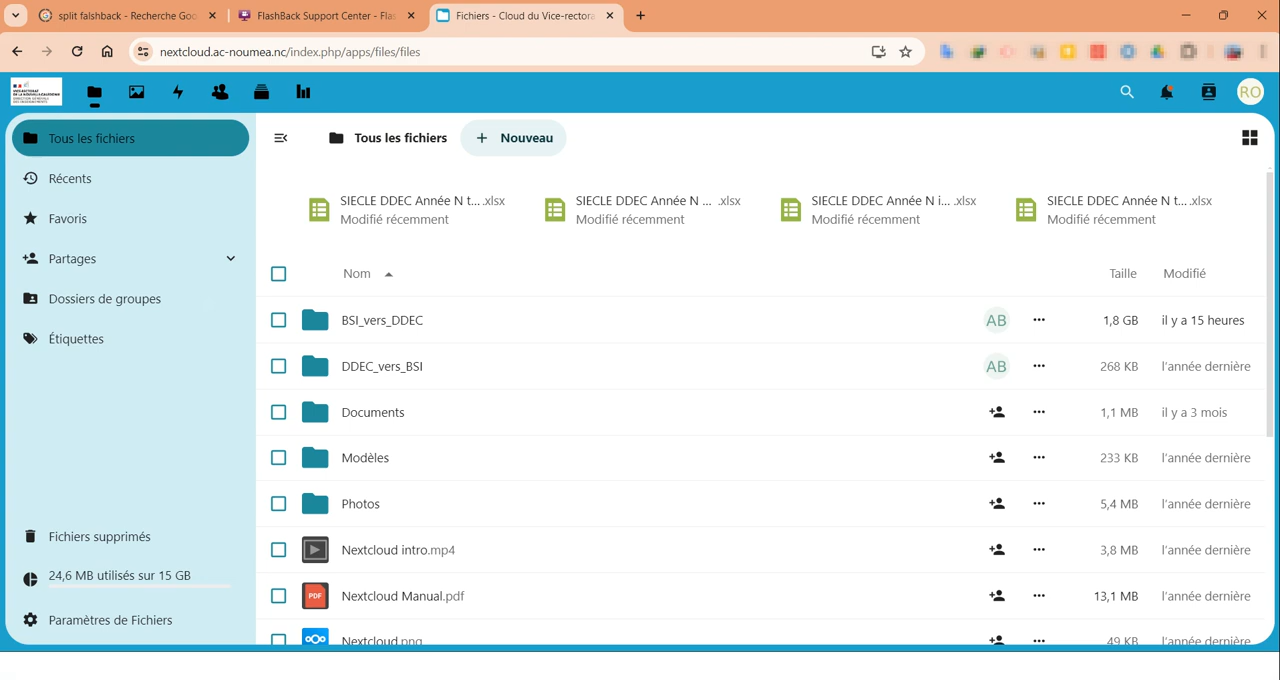 split falshback - Recherche Goo
FlashBack Support Center - Fla
Fichiers - Cloud du Vice-rectora
nextcloud.ac-noumea.nc/index.php/apps/files/files
RO
Tous les fichiers
Récents
Favoris
Partages
Dossiers de groupes
Étiquettes
Fichiers supprimés
24,6 MB utilisés sur 15 GB
Paramètres de Fichiers
Tous les fichiers
+ Nouveau
SIECLE DDEC Année N t... .xlsx
Modifié récemment
SIECLE DDEC Année N ... .xlsx
Modifié récemment
SIECLE DDEC Année N i... .xlsx
Modifié récemment
SIECLE DDEC Année N t... .xlsx
Modifié récemment
Nom Taille Modifié
BSI_vers_DDEC AB 1,8 GB il y a 15 heures
DDEC_vers_BSI AB 268 KB l'année dernière
Documents 1,1 MB il y a 3 mois
Modèles 233 KB l'année dernière
Photos 5,4 MB l'année dernière
Nextcloud intro.mp4 3,8 MB l'année dernière
PDF Nextcloud Manual.pdf 13,1 MB l'année dernière
Nextcloud.png 49 KB l'année dernière